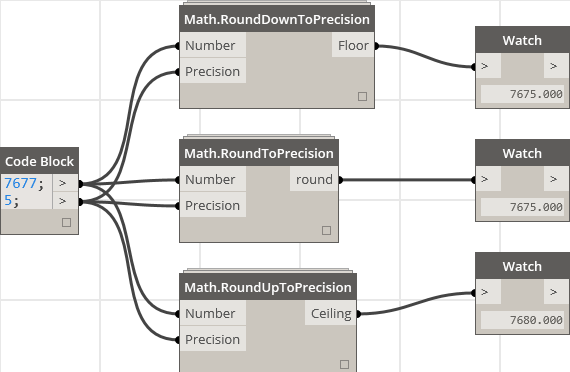 Math.RoundDownToPrecision
Number
Floor
Precision
Watch
>
>
7675.000
Code Block
7677;
>
5;
>
Math.RoundToPrecision
Number
round
Precision
Watch
>
>
7675.000
Math.RoundUpToPrecision
Number
Ceiling
Precision
Watch
>
>
7680.000